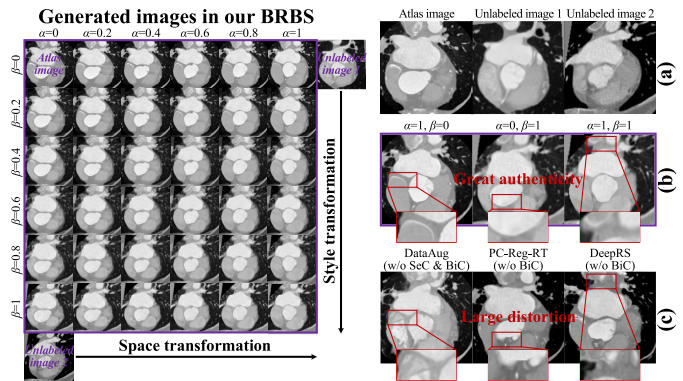 Generated images in our BRBS
α=0 α=0.2 α=0.4 α=0.6 α=0.8 α=1
β=0
β=0.2
β=0.4
β=0.6
β=0.8
β=1
Atlas
image
Unlabeled
image
Unlabeled
image
Style transformation
Space transformation
Atlas image Unlabeled image 1 Unlabeled image 2
(a)
α=1, β=0 α=0, β=1 α=1, β=1
Great authenticity
(b)
DataAug PC-Reg-RT DeepRS
(w/o SeC & BiC) (w/o BiC) (w/o BiC)
Large distortion
(c)